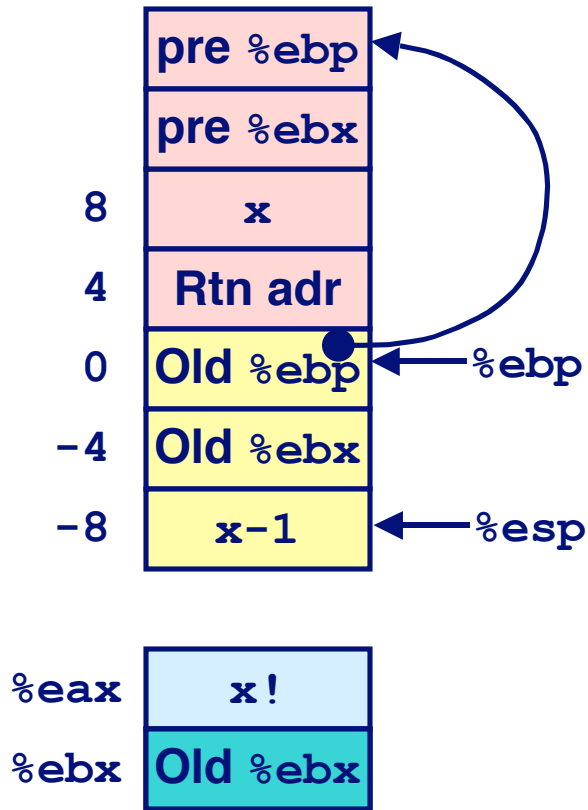 pre %ebp
pre %ebx
8 x
4 Rtn adr
0 Old %ebp %ebp
-4 Old %ebx
-8 x-1 %esp
%eax x!
%ebx Old %ebx